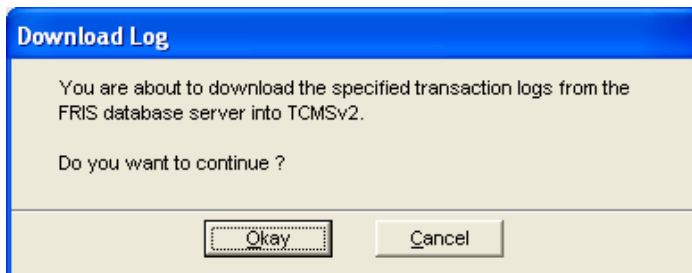 Download Log
You are about to download the specified transaction logs from the
FRIS database server into TCMSv2.
Do you want to continue ?
Okay
Cancel